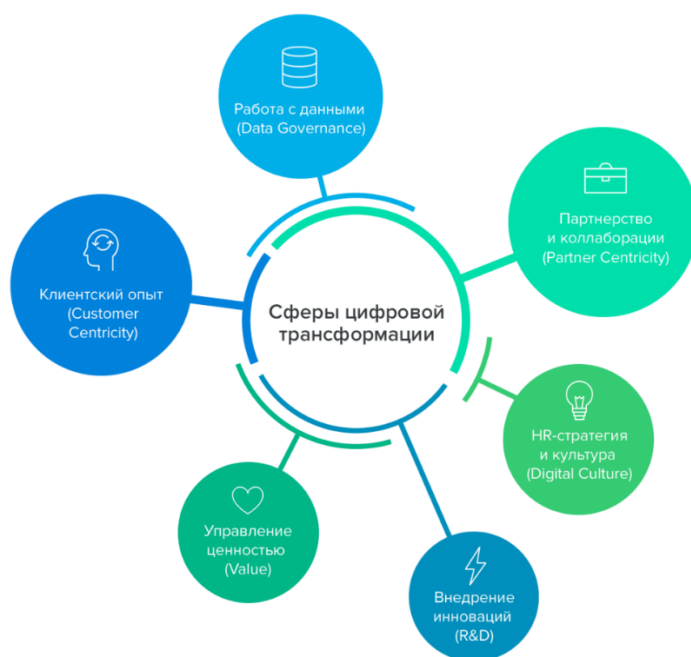 Работа с данными
(Data Governance)
Партнерство
и коллаборации
(Partner Centricity)
Клиентский опыт
(Customer
Centricity)
Сферы цифровой
трансформации
HR-стратегия
и культура
(Digital Culture)
Управление
ценностью
(Value)
Внедрение
инноваций
(R&D)